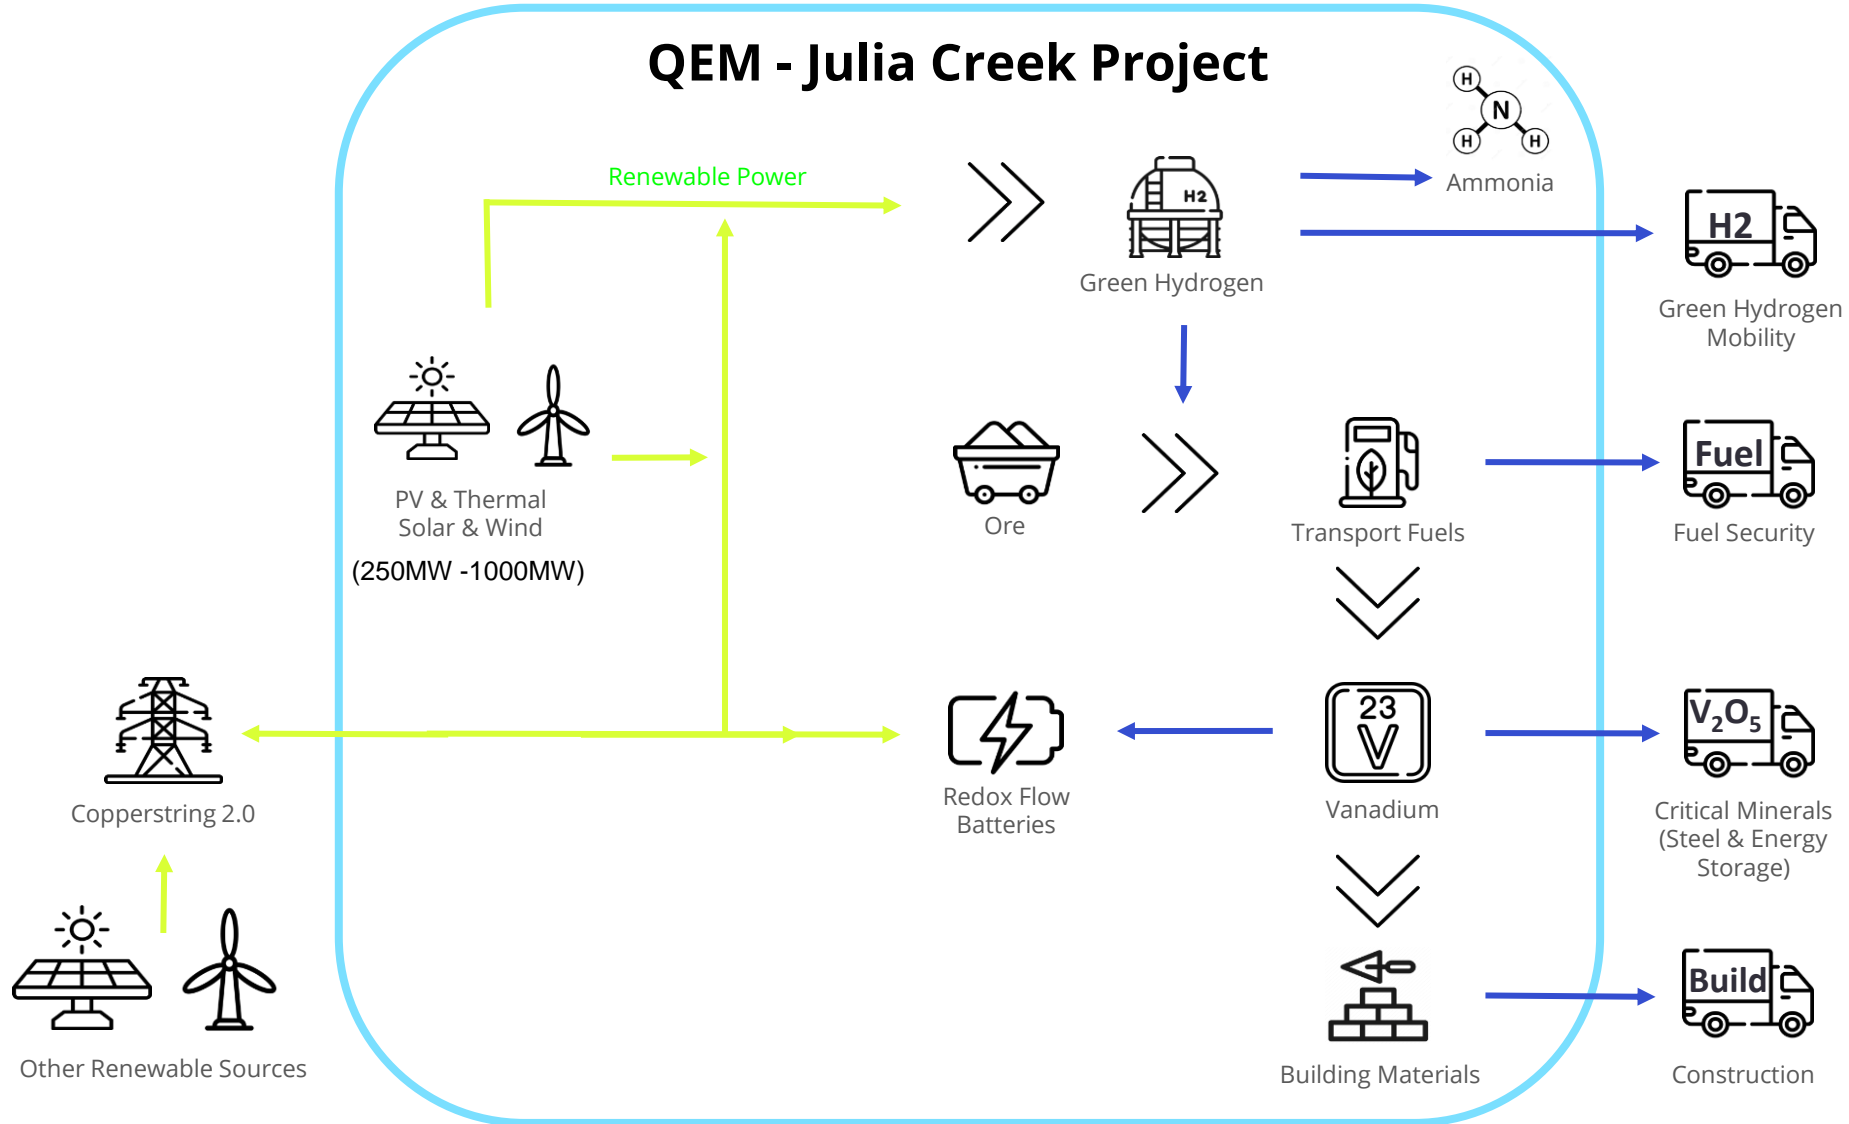 QEM - Julia Creek Project
H
N
H
H
Ammonia
Renewable Power
H2
Green Hydrogen
H2
Green Hydrogen
Mobility
PV & Thermal
Solar & Wind
(250MW -1000MW)
Ore
Transport Fuels
Fuel
Fuel Security
Copperstring 2.0
Redox Flow
Batteries
23
V
Vanadium
V₂O₅
Critical Minerals
(Steel & Energy
Storage)
Other Renewable Sources
Building Materials
Build
Construction